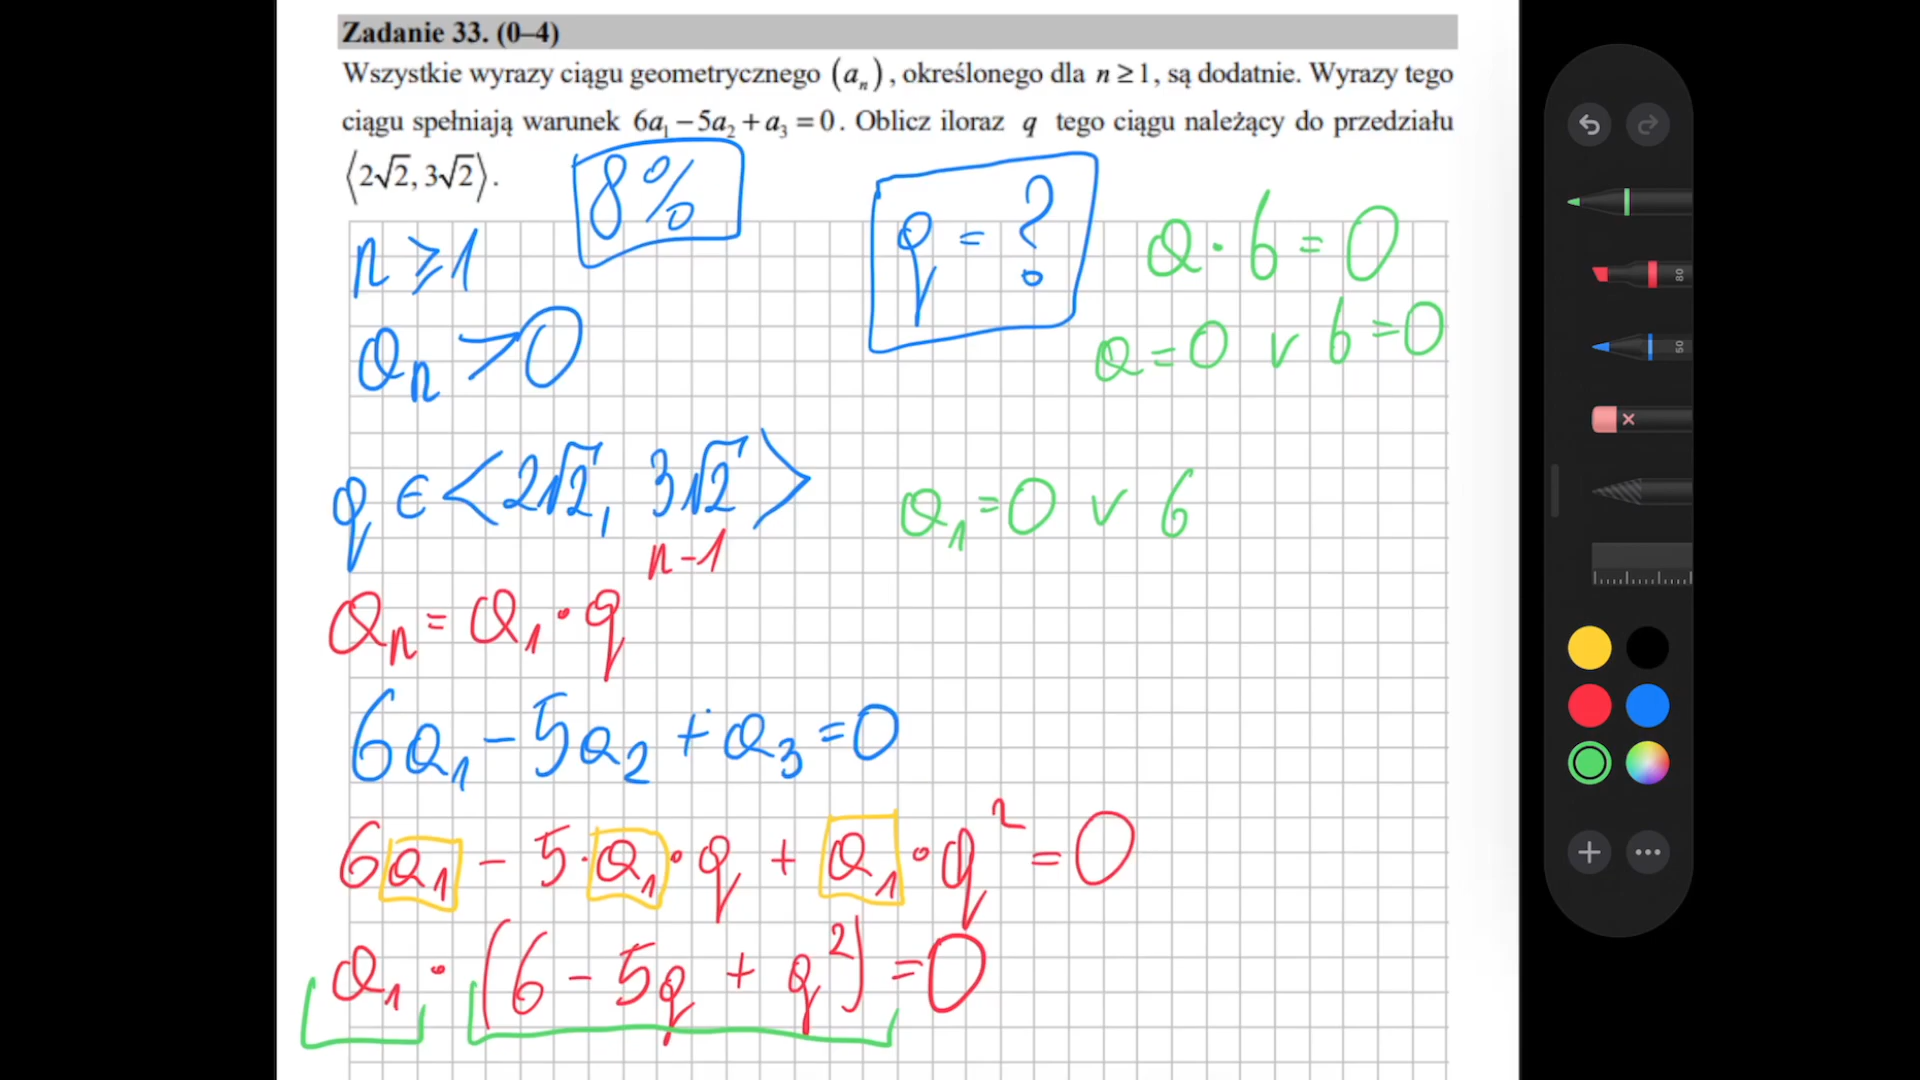 Zadanie 33. (0–4)
Wszystkie wyrazy ciągu geometrycznego (aₙ), określonego dla n ≥ 1, są dodatnie. Wyrazy tego
ciągu spełniają warunek 6a₁ − 5a₂ + a₃ = 0. Oblicz iloraz q tego ciągu należący do przedziału
⟨2√2, 3√2⟩.
8%
q = ?
n ≥ 1
aₙ > 0
a · b = 0
a = 0 v b = 0
q ∈ <2√2, 3√2>
a₁ = 0 v 6
aₙ = a₁ · qⁿ⁻¹
6a₁ − 5a₂ + a₃ = 0
6a₁ − 5 · a₁ · q + a₁ · q² = 0
a₁ · (6 − 5q + q²) = 0
80
50